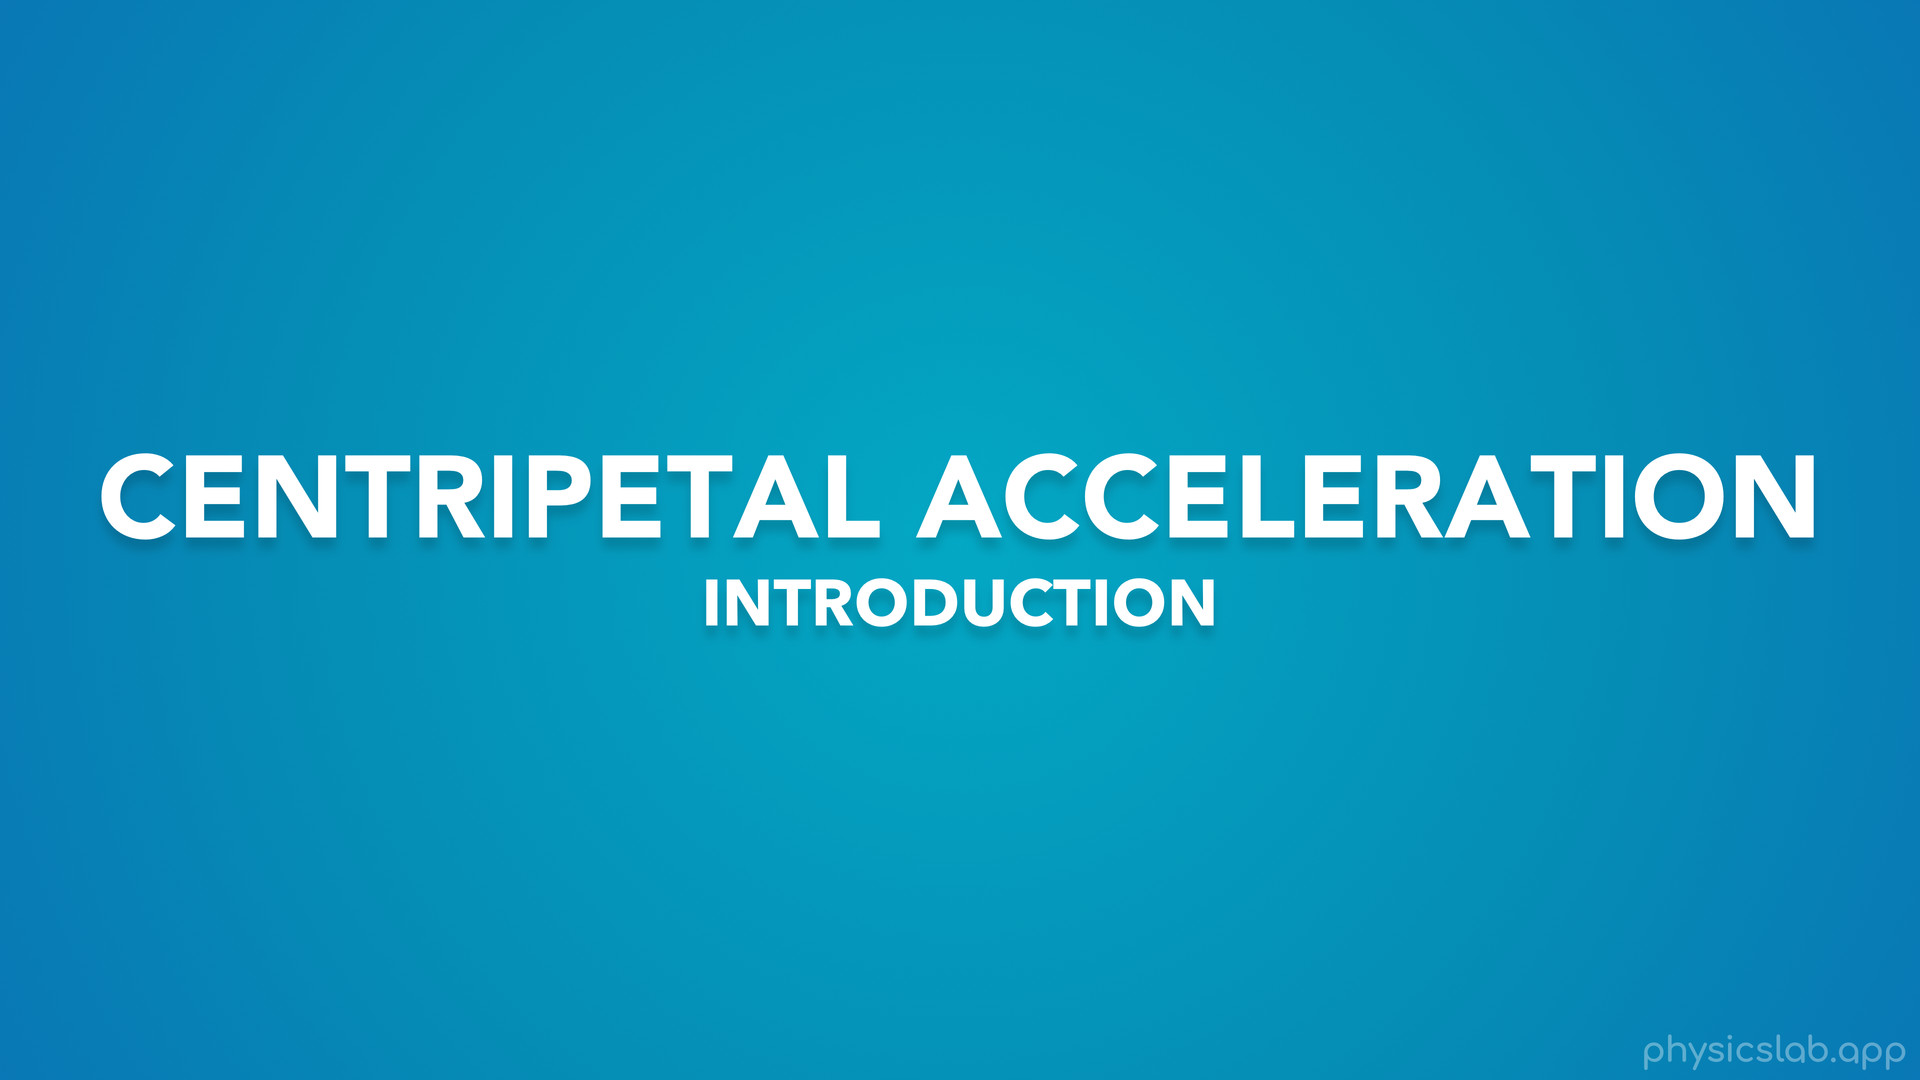 CENTRIPETAL ACCELERATION
INTRODUCTION
physicslab.app